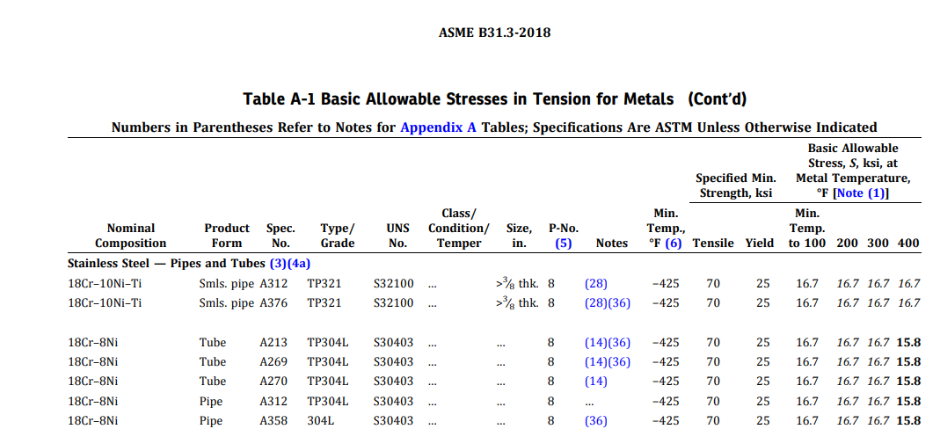 ASME B31.3-2018
Table A-1 Basic Allowable Stresses in Tension for Metals (Cont'd)
Numbers in Parentheses Refer to Notes for Appendix A Tables; Specifications Are ASTM Unless Otherwise Indicated
Basic Allowable
Stress, S, ksi, at
Specified Min. Metal Temperature,
Strength, ksi °F [Note (1)]
Class/ Min. Min.
Nominal Product Spec. Type/ UNS Condition/ Size, P-No. Temp., Temp.
Composition Form No. Grade No. Temper in. (5) Notes °F (6) Tensile Yield to 100 200 300 400
Stainless Steel — Pipes and Tubes (3)(4a)
18Cr–10Ni–Ti Smls. pipe A312 TP321 S32100 ... >3⁄8 thk. 8 (28) −425 70 25 16.7 16.7 16.7 16.7
18Cr–10Ni–Ti Smls. pipe A376 TP321 S32100 ... >3⁄8 thk. 8 (28)(36) −425 70 25 16.7 16.7 16.7 16.7
18Cr–8Ni Tube A213 TP304L S30403 ... ... 8 (14)(36) −425 70 25 16.7 16.7 16.7 15.8
18Cr–8Ni Tube A269 TP304L S30403 ... ... 8 (14)(36) −425 70 25 16.7 16.7 16.7 15.8
18Cr–8Ni Tube A270 TP304L S30403 ... ... 8 (14) −425 70 25 16.7 16.7 16.7 15.8
18Cr–8Ni Pipe A312 TP304L S30403 ... ... 8 ... −425 70 25 16.7 16.7 16.7 15.8
18Cr–8Ni Pipe A358 304L S30403 ... ... 8 (36) −425 70 25 16.7 16.7 16.7 15.8